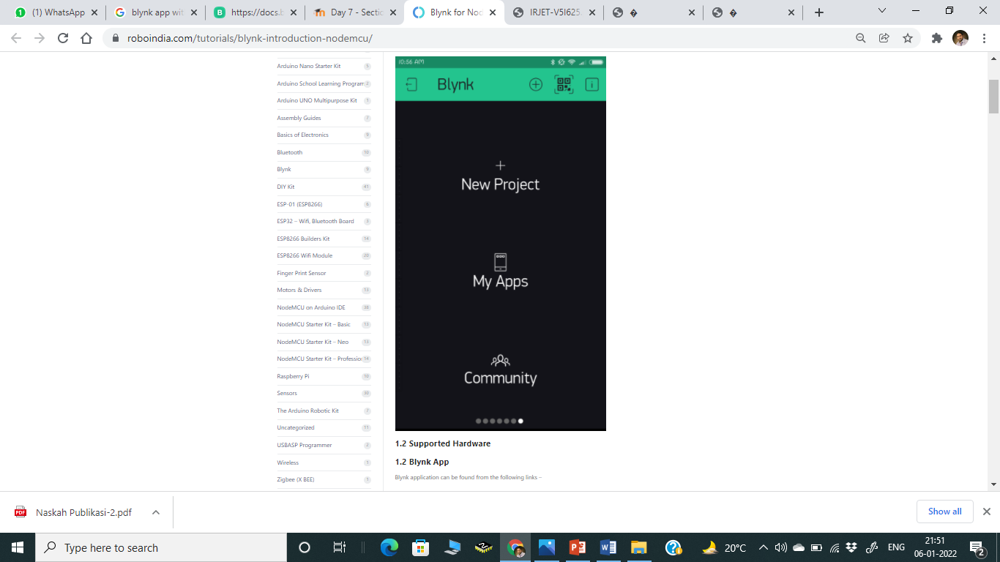 (1) WhatsApp
blynk app wit
https://docs.b
Day 7 - Sectio
Blynk for Nod
IRJET-V5I625
roboindia.com/tutorials/blynk-introduction-nodemcu/
Arduino Nano Starter Kit 5
Arduino School Learning Program 2
Arduino UNO Multipurpose Kit 1
Assembly Guides
Basics of Electronics 9
Bluetooth 10
Blynk 9
DIY Kit 41
ESP-01 (ESP8266) 6
ESP32 – Wifi, Bluetooth Board 3
ESP8266 Builders Kit 14
ESP8266 Wifi Module 20
Finger Print Sensor 2
Motors & Drivers 13
NodeMCU on Arduino IDE 38
NodeMCU Starter Kit – Basic 13
NodeMCU Starter Kit – Neo 13
NodeMCU Starter Kit – Professio 14
Raspberry Pi 10
Sensors 30
The Arduino Robotic Kit
Uncategorized 11
USBASP Programmer 2
Wireless 1
Zigbee (X BEE) 1
10:56 AM
Blynk
New Project
My Apps
Community
1.2 Supported Hardware
1.2 Blynk App
Blynk application can be found from the following links –
PDF
Naskah Publikasi-2.pdf
Show all
Type here to search
20°C
ENG
21:51
06-01-2022
2